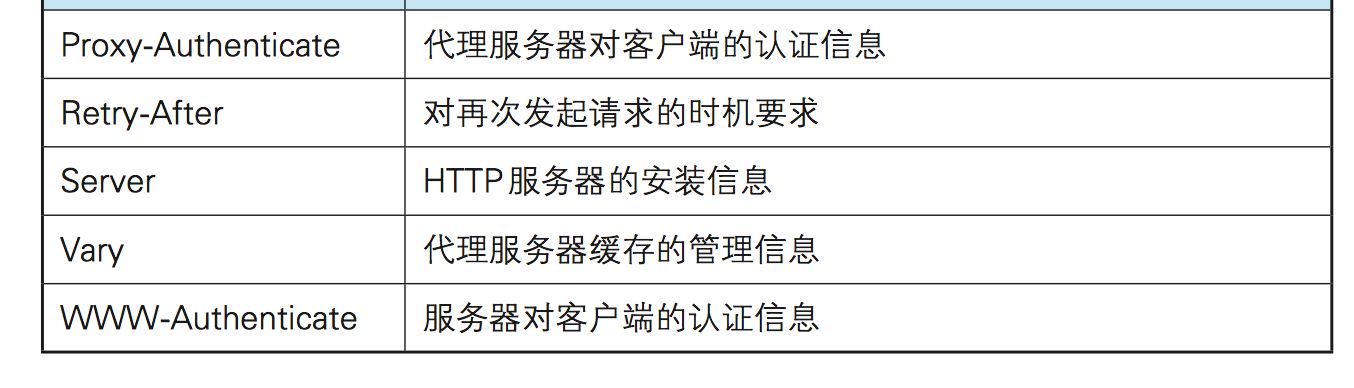 Proxy-Authenticate 代理服务器对客户端的认证信息
Retry-After 对再次发起请求的时机要求
Server HTTP服务器的安装信息
Vary 代理服务器缓存的管理信息
WWW-Authenticate 服务器对客户端的认证信息